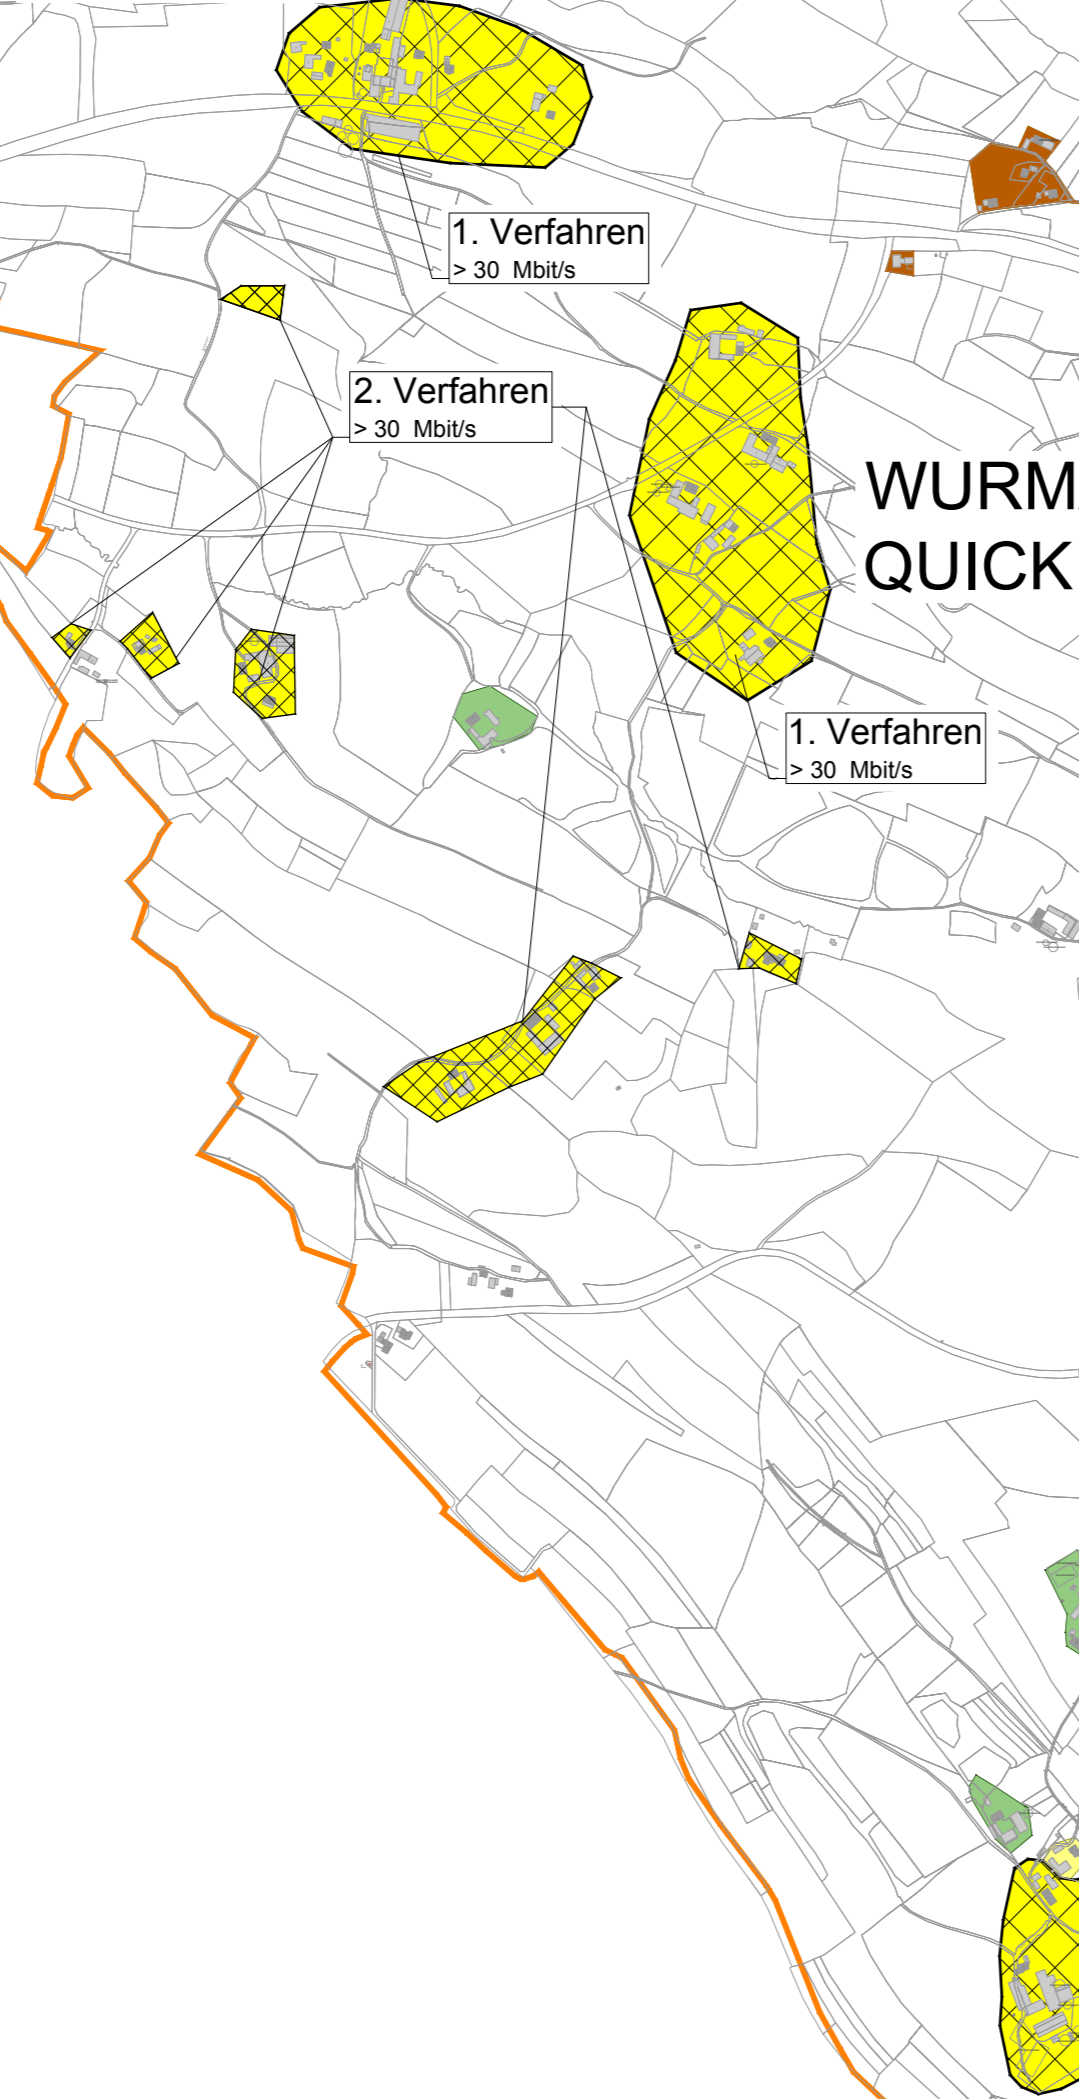 1. Verfahren
> 30 Mbit/s
2. Verfahren
> 30 Mbit/s
WURM
QUICK
1. Verfahren
> 30 Mbit/s